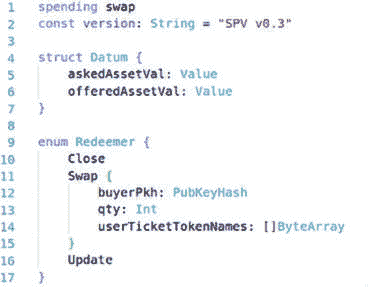 1 spending swap
2 const version: String = "SPV v0.3"
3
4 struct Datum {
5     askedAssetVal: Value
6     offeredAssetVal: Value
7 }
8
9 enum Redeemer {
10     Close
11     Swap {
12         buyerPkh: PubKeyHash
13         qty: Int
14         userTicketTokenNames: []ByteArray
15     }
16     Update
17 }